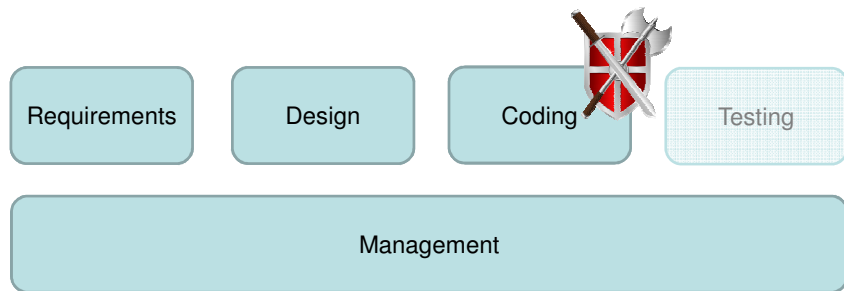 Requirements
Design
Coding
Testing
Management